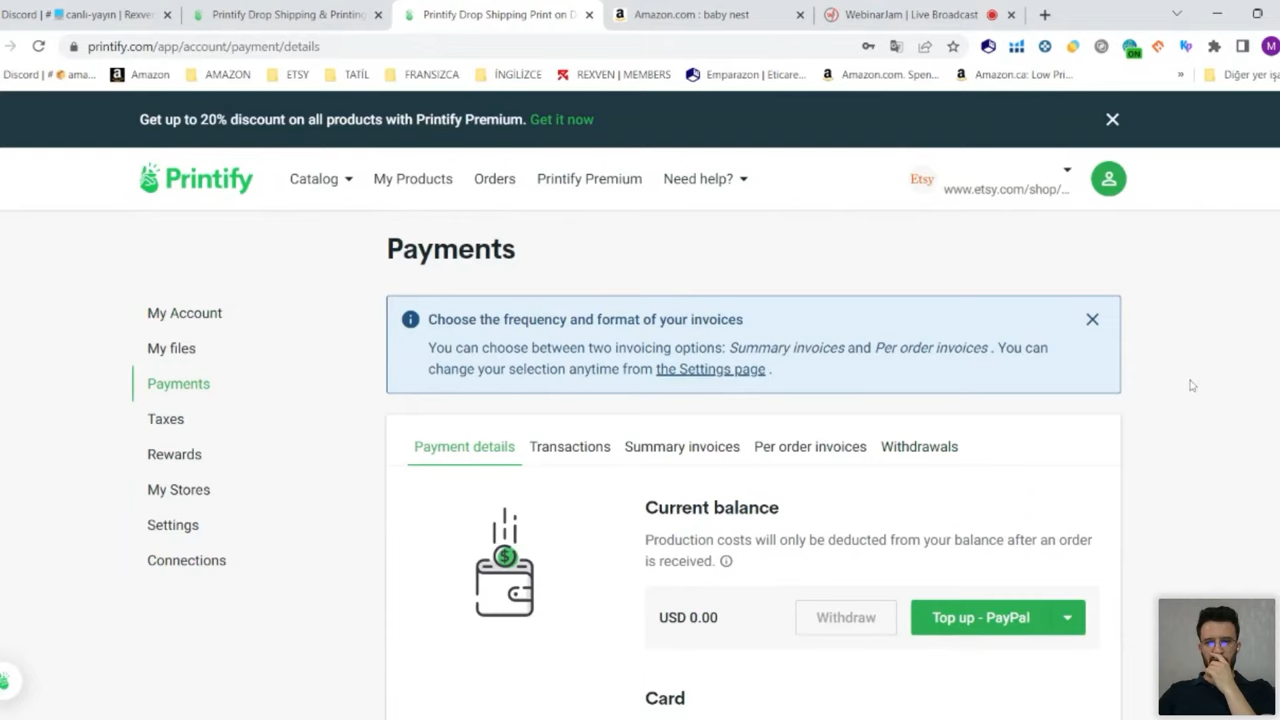 Discord | # canlı-yayın | Rexver
Printify Drop Shipping & Printing
Printify Drop Shipping Print on D
Amazon.com : baby nest
WebinarJam | Live Broadcast
printify.com/app/account/payment/details
Discord | # ama...
Amazon
AMAZON
ETSY
TATİL
FRANSIZCA
İNGİLİZCE
REXVEN | MEMBERS
Emparazon | Eticare...
Amazon.com. Spen...
Amazon.ca: Low Pri...
»
Diğer yer
ON
Get up to 20% discount on all products with Printify Premium. Get it now
Printify
Catalog
My Products
Orders
Printify Premium
Need help?
Etsy
www.etsy.com/shop/...
Payments
My Account
My files
Payments
Taxes
Rewards
My Stores
Settings
Connections
Choose the frequency and format of your invoices
You can choose between two invoicing options: Summary invoices and Per order invoices . You can
change your selection anytime from the Settings page .
Payment details
Transactions
Summary invoices
Per order invoices
Withdrawals
Current balance
Production costs will only be deducted from your balance after an order
is received.
USD 0.00
Withdraw
Top up - PayPal
Card